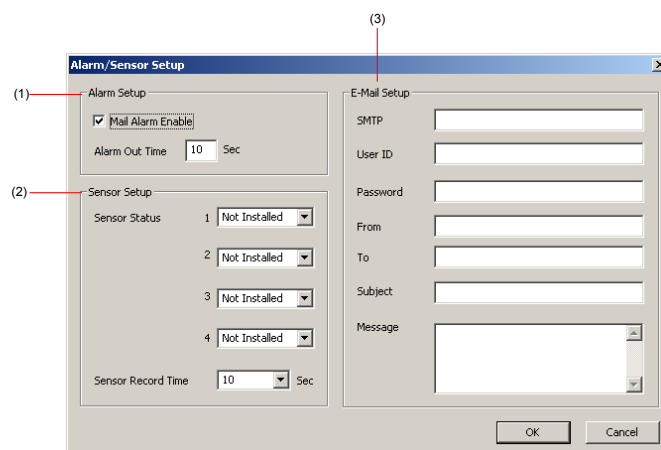 (3)
Alarm/Sensor Setup
(1)
Alarm Setup
Mail Alarm Enable
Alarm Out Time 10 Sec
(2)
Sensor Setup
Sensor Status 1 Not Installed
2 Not Installed
3 Not Installed
4 Not Installed
Sensor Record Time 10 Sec
E-Mail Setup
SMTP
User ID
Password
From
To
Subject
Message
OK Cancel